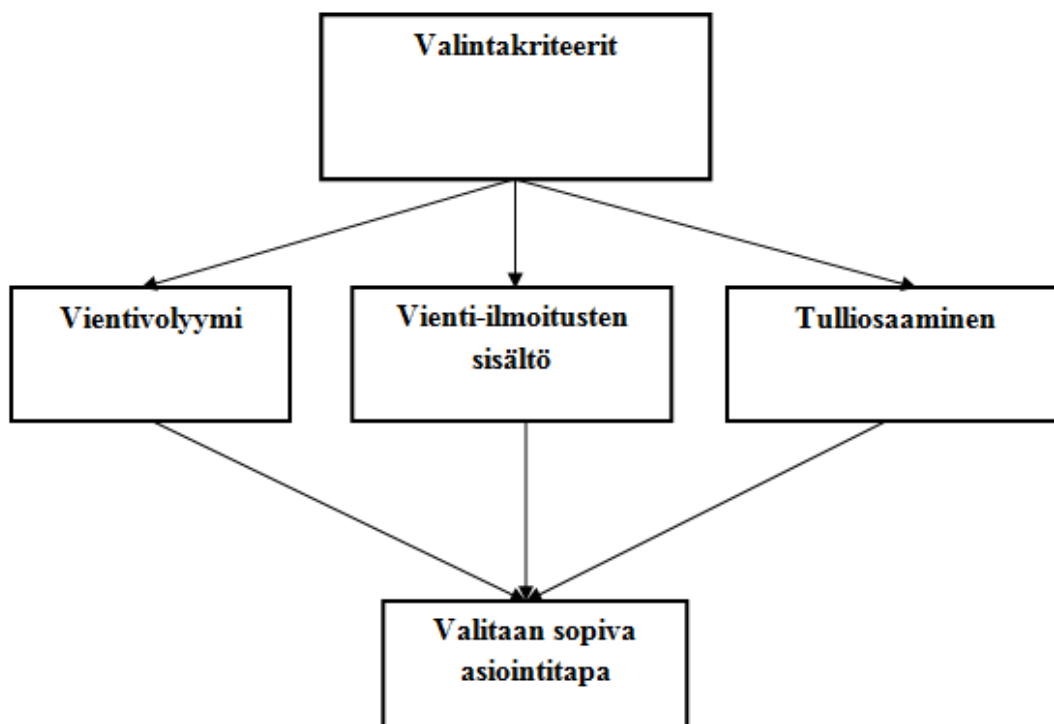 Valintakriteerit
Vientivolyymi
Vienti-ilmoitusten
sisältö
Tulliosaaminen
Valitaan sopiva
asiointitapa